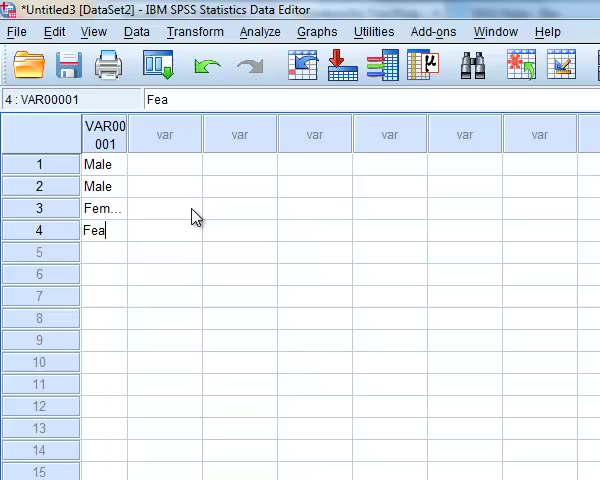 *Untitled3 [DataSet2] - IBM SPSS Statistics Data Editor
File Edit View Data Transform Analyze Graphs Utilities Add-ons Window Help
4 : VAR00001 Fea
VAR00001 var var var var var var
1 Male
2 Male
3 Fem...
4 Fea
5
6
7
8
9
10
11
12
13
14
15